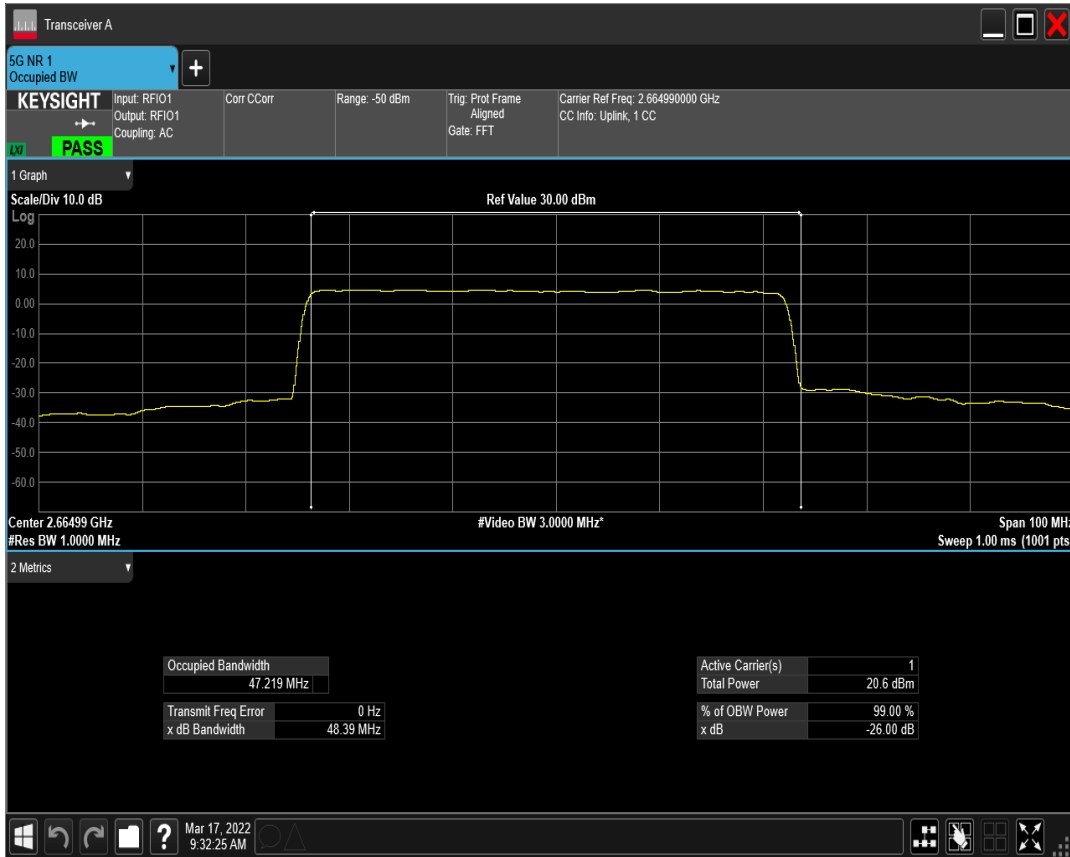 Transceiver A
5G NR 1
Occupied BW
KEYSIGHT
LXI
PASS
Input: RFIO1
Output: RFIO1
Coupling: AC
Corr CCorr
Range: -50 dBm
Trig: Prot Frame
Aligned
Gate: FFT
Carrier Ref Freq: 2.664990000 GHz
CC Info: Uplink, 1 CC
1 Graph
Scale/Div 10.0 dB
Ref Value 30.00 dBm
Log
20.0
10.0
0.00
-10.0
-20.0
-30.0
-40.0
-50.0
-60.0
Center 2.66499 GHz
#Video BW 3.0000 MHz*
Span 100 MHz
#Res BW 1.0000 MHz
Sweep 1.00 ms (1001 pts
2 Metrics
Occupied Bandwidth
47.219 MHz
Transmit Freq Error 0 Hz
x dB Bandwidth 48.39 MHz
Active Carrier(s) 1
Total Power 20.6 dBm
% of OBW Power 99.00 %
x dB -26.00 dB
?
Mar 17, 2022
9:32:25 AM